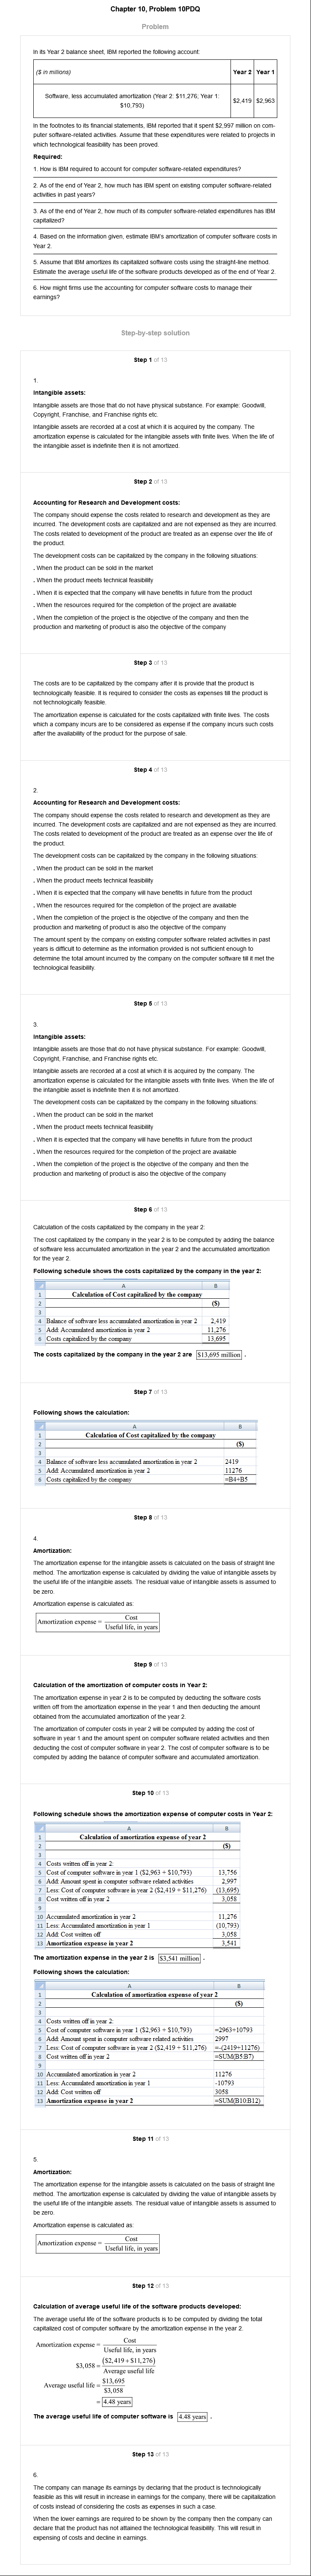 Chapter 10, Problem 10PDQ
Problem
In its Year 2 balance sheet, IBM reported the following account:
($ in millions) Year 2 Year 1
Software, less accumulated amortization (Year 2: $11,276, Year 1:
$10,793)
$2,419 $2,963
In the footnotes to its financial statements, IBM reported that it spent $2,997 million on com-
puter software-related activities. Assume that these expenditures were related to projects in
which technological feasibility has been proved.
Required:
1. How is IBM required to account for computer software-related expenditures?
2. As of the end of Year 2, how much has IBM spent on existing computer software-related
activities in past years?
3. As of the end of Year 2, how much of its computer software-related expenditures has IBM
capitalized?
4. Based on the information given, estimate IBM's amortization of computer software costs in
Year 2.
5. Assume that IBM amortizes its capitalized software costs using the straight-line method.
Estimate the average useful life of the software products developed as of the end of Year 2.
6. How might firms use the accounting for computer software costs to manage their
earnings?
Step-by-step solution
Step 1 of 13
1.
Intangible assets:
Intangible assets are those that do not have physical substance. For example: Goodwill,
Copyright, Franchise, and Franchise rights etc.
Intangible assets are recorded at a cost at which it is acquired by the company. The
amortization expense is calculated for the intangible assets with finite lives. When the life of
the intangible asset is indefinite then it is not amortized.
Step 2 of 13
Accounting for Research and Development costs:
The company should expense the costs related to research and development as they are
incurred. The development costs are capitalized and are not expensed as they are incurred.
The costs related to development of the product are treated as an expense over the life of
the product.
The development costs can be capitalized by the company in the following situations:
. When the product can be sold in the market
. When the product meets technical feasibility
. When it is expected that the company will have benefits in future from the product
. When the resources required for the completion of the project are available
. When the completion of the project is the objective of the company and then the
production and marketing of product is also the objective of the company
Step 3 of 13
The costs are to be capitalized by the company after it is provide that the product is
technologically feasible. It is required to consider the costs as expenses till the product is
not technologically feasible.
The amortization expense is calculated for the costs capitalized with finite lives. The costs
which a company incurs are to be considered as expense if the company incurs such costs
after the availability of the product for the purpose of sale.
Step 4 of 13
2.
Accounting for Research and Development costs:
The company should expense the costs related to research and development as they are
incurred. The development costs are capitalized and are not expensed as they are incurred.
The costs related to development of the product are treated as an expense over the life of
the product.
The development costs can be capitalized by the company in the following situations:
. When the product can be sold in the market
. When the product meets technical feasibility
. When it is expected that the company will have benefits in future from the product
. When the resources required for the completion of the project are available
. When the completion of the project is the objective of the company and then the
production and marketing of product is also the objective of the company
The amount spent by the company on existing computer software related activities in past
years is difficult to determine as the information provided is not sufficient enough to
determine the total amount incurred by the company on the computer software till it met the
technological feasibility.
Step 5 of 13
3.
Intangible assets:
Intangible assets are those that do not have physical substance. For example: Goodwill,
Copyright, Franchise, and Franchise rights etc.
Intangible assets are recorded at a cost at which it is acquired by the company. The
amortization expense is calculated for the intangible assets with finite lives. When the life of
the intangible asset is indefinite then it is not amortized.
The development costs can be capitalized by the company in the following situations:
. When the product can be sold in the market
. When the product meets technical feasibility
. When it is expected that the company will have benefits in future from the product
. When the resources required for the completion of the project are available
. When the completion of the project is the objective of the company and then the
production and marketing of product is also the objective of the company
Step 6 of 13
Calculation of the costs capitalized by the company in the year 2:
The cost capitalized by the company in the year 2 is to be computed by adding the balance
of software less accumulated amortization in the year 2 and the accumulated amortization
for the year 2.
Following schedule shows the costs capitalized by the company in the year 2:
A B
1 Calculation of Cost capitalized by the company
2 ($)
3
4 Balance of software less accumulated amortization in year 2 2,419
5 Add: Accumulated amortization in year 2 11,276
6 Costs capitalized by the company 13,695
The costs capitalized by the company in the year 2 are $13,695 million .
Step 7 of 13
Following shows the calculation:
A B
1 Calculation of Cost capitalized by the company
2 ($)
3
4 Balance of software less accumulated amortization in year 2 2419
5 Add: Accumulated amortization in year 2 11276
6 Costs capitalized by the company =B4+B5
Step 8 of 13
4.
Amortization:
The amortization expense for the intangible assets is calculated on the basis of straight line
method. The amortization expense is calculated by dividing the value of intangible assets by
the useful life of the intangible assets. The residual value of intangible assets is assumed to
be zero.
Amortization expense is calculated as:
Amortization expense = Cost
Useful life, in years
Step 9 of 13
Calculation of the amortization of computer costs in Year 2:
The amortization expense in year 2 is to be computed by deducting the software costs
written off from the amortization expense in the year 1 and then deducting the amount
obtained from the accumulated amortization of the year 2.
The amortization of computer costs in year 2 will be computed by adding the cost of
software in year 1 and the amount spent on computer software related activities and then
deducting the cost of computer software in year 2. The cost of computer software is to be
computed by adding the balance of computer software and accumulated amortization.
Step 10 of 13
Following schedule shows the amortization expense of computer costs in Year 2:
A B
1 Calculation of amortization expense of year 2
2 ($)
3
4 Costs written off in year 2:
5 Cost of computer software in year 1 ($2,963 + $10,793) 13,756
6 Add: Amount spent in computer software related activities 2,997
7 Less: Cost of computer software in year 2 ($2,419 + $11,276) (13,695)
8 Cost written off in year 2 3,058
9
10 Accumulated amortization in year 2 11,276
11 Less: Accumulated amortization in year 1 (10,793)
12 Add: Cost written off 3,058
13 Amortization expense in year 2 3,541
The amortization expense in the year 2 is $3,541 million .
Following shows the calculation:
A B
1 Calculation of amortization expense of year 2
2 ($)
3
4 Costs written off in year 2:
5 Cost of computer software in year 1 ($2,963 + $10,793) =2963+10793
6 Add: Amount spent in computer software related activities 2997
7 Less: Cost of computer software in year 2 ($2,419 + $11,276) =-(2419+11276)
8 Cost written off in year 2 =SUM(B5:B7)
9
10 Accumulated amortization in year 2 11276
11 Less: Accumulated amortization in year 1 -10793
12 Add: Cost written off 3058
13 Amortization expense in year 2 =SUM(B10:B12)
Step 11 of 13
5.
Amortization:
The amortization expense for the intangible assets is calculated on the basis of straight line
method. The amortization expense is calculated by dividing the value of intangible assets by
the useful life of the intangible assets. The residual value of intangible assets is assumed to
be zero.
Amortization expense is calculated as:
Amortization expense = Cost
Useful life, in years
Step 12 of 13
Calculation of average useful life of the software products developed:
The average useful life of the software products is to be computed by dividing the total
capitalized cost of computer software by the amortization expense in the year 2.
Amortization expense = Cost
Useful life, in years
$3,058 = ($2,419 + $11,276)
Average useful life
Average useful life = $13,695
$3,058
= 4.48 years
The average useful life of computer software is 4.48 years .
Step 13 of 13
6.
The company can manage its earnings by declaring that the product is technologically
feasible as this will result in increase in earnings for the company, there will be capitalization
of costs instead of considering the costs as expenses in such a case.
When the lower earnings are required to be shown by the company then the company can
declare that the product has not attained the technological feasibility. This will result in
expensing of costs and decline in earnings.